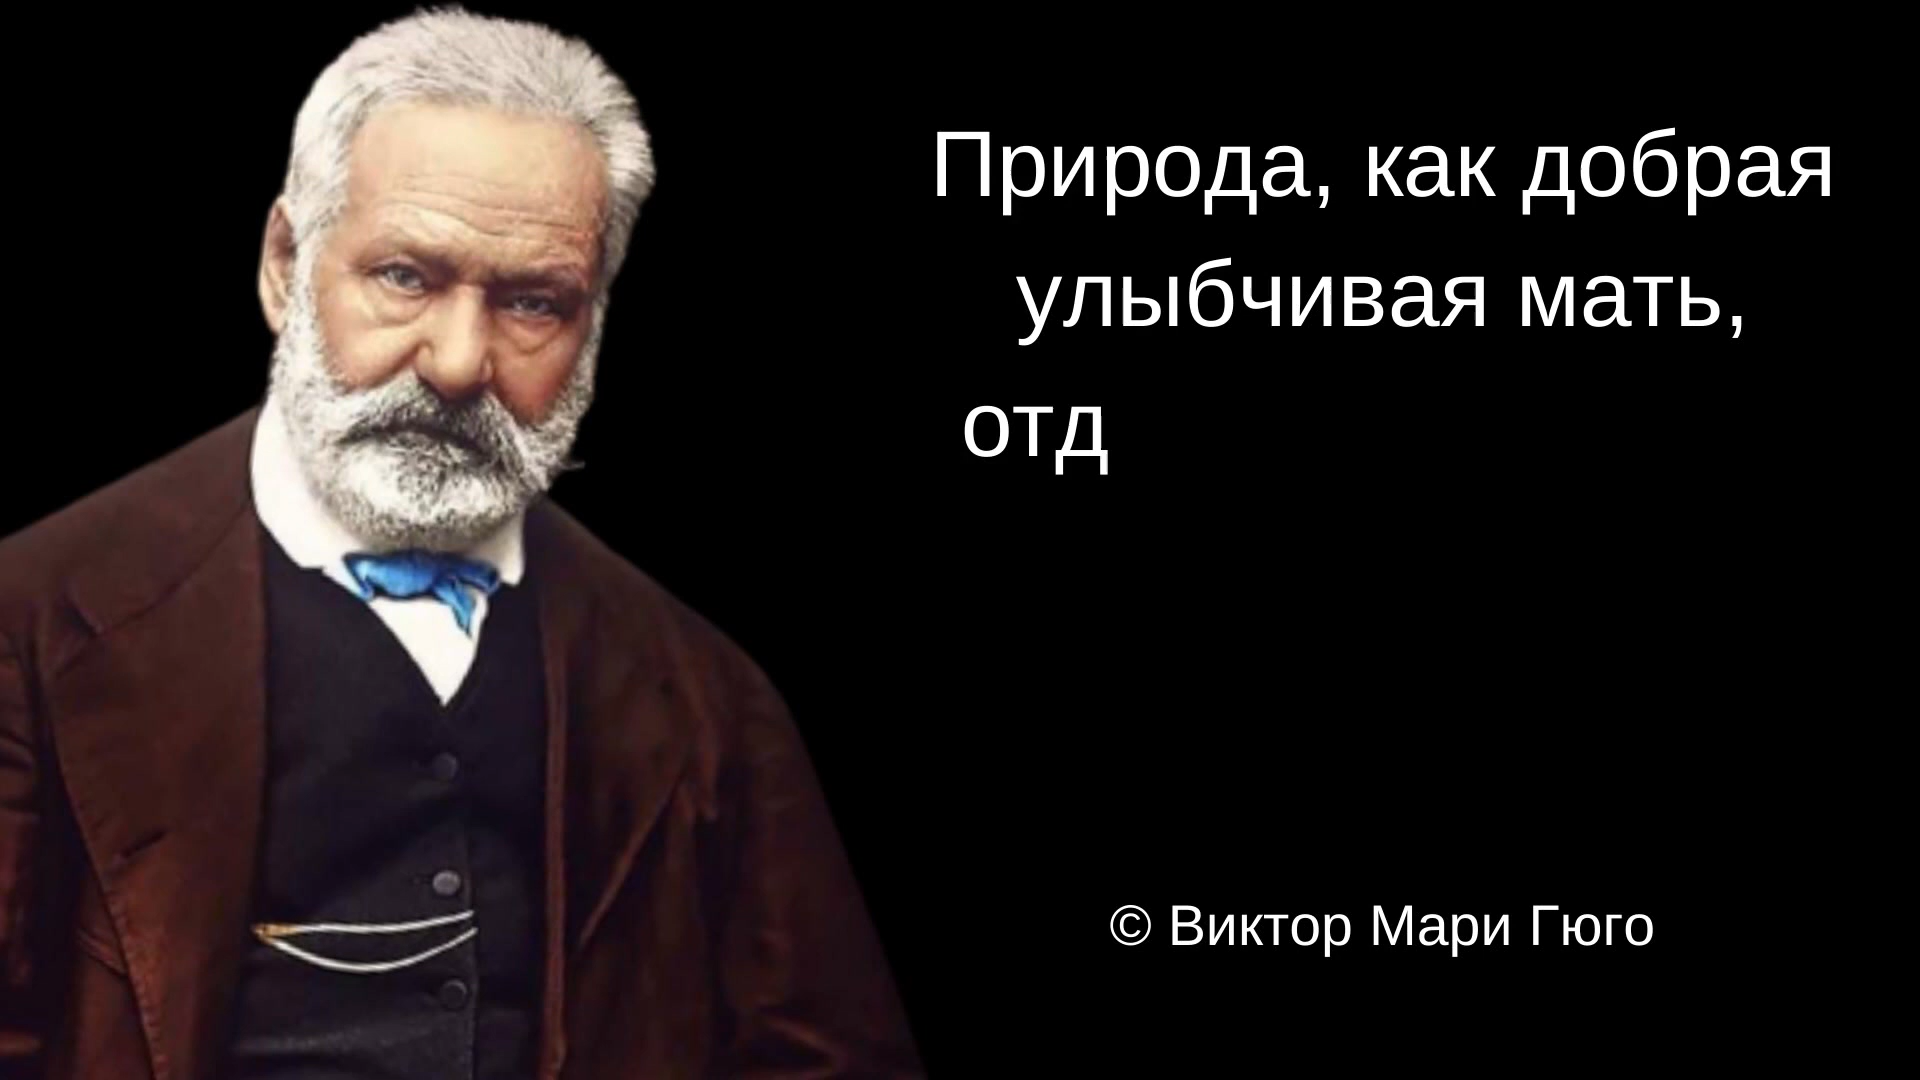 Природа, как добрая
улыбчивая мать,
отд
© Виктор Мари Гюго